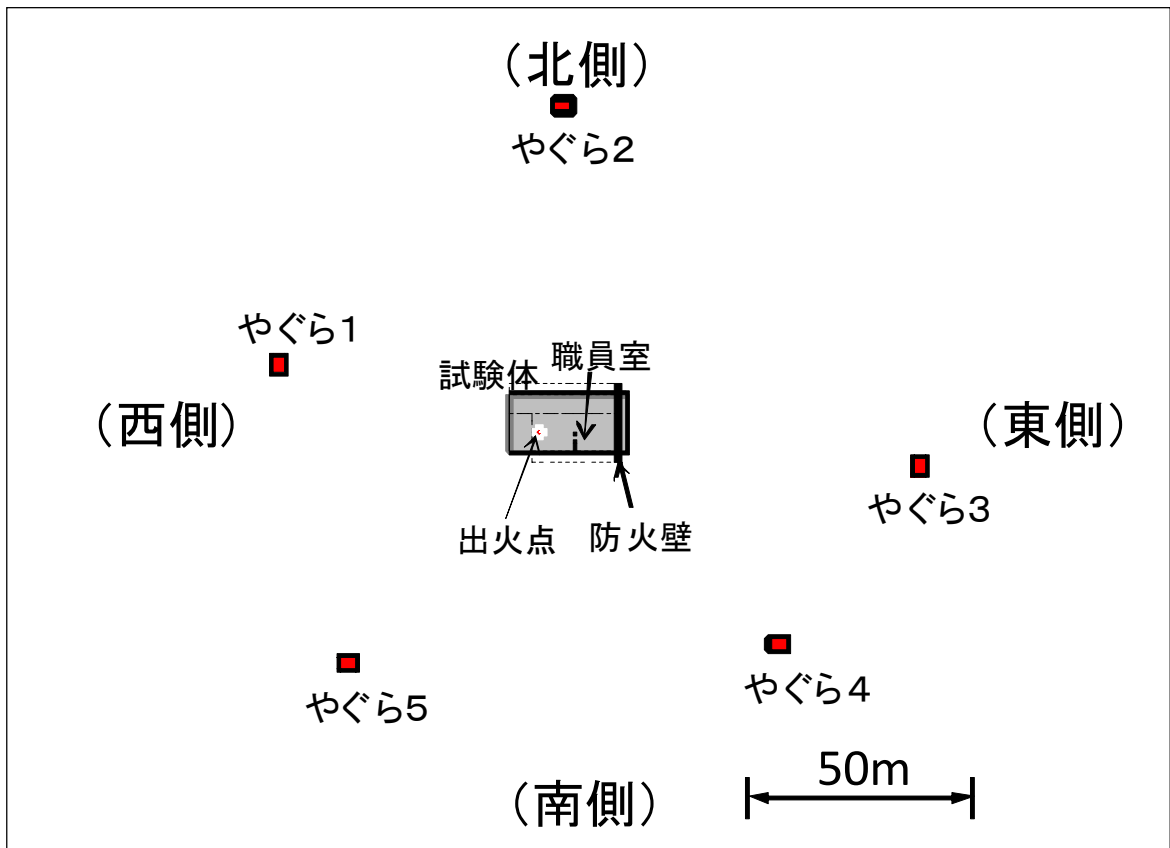 （北側）
やぐら２
やぐら１
試験体
職員室
（西側）
（東側）
やぐら３
出火点
防火壁
やぐら５
やぐら４
50m
（南側）